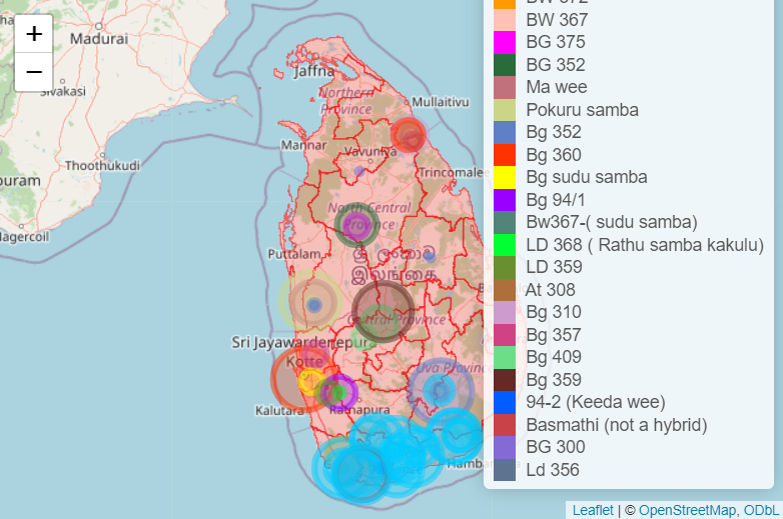 BW 372
BW 367
BG 375
BG 352
Ma wee
Pokuru samba
Bg 352
Bg 360
Bg sudu samba
Bg 94/1
Bw367-( sudu samba)
LD 368 ( Rathu samba kakulu)
LD 359
At 308
Bg 310
Bg 357
Bg 409
Bg 359
94-2 (Keeda wee)
Basmathi (not a hybrid)
BG 300
Ld 356
+
−
Madurai
Sivakasi
Thoothukudi
puram
lagercoil
Jaffna
Northern
Province
Mullaitivu
Mannar
Vavuniya
Trincomalee
North Central
Province
Puttalam
ශ්‍රී ලංකාව
இலங்கை
Central Province
Sri Jayawardenepura
Kotte
Uva Province
Kalutara
Ratnapura
Hamba
Leaflet | © OpenStreetMap, ODbL